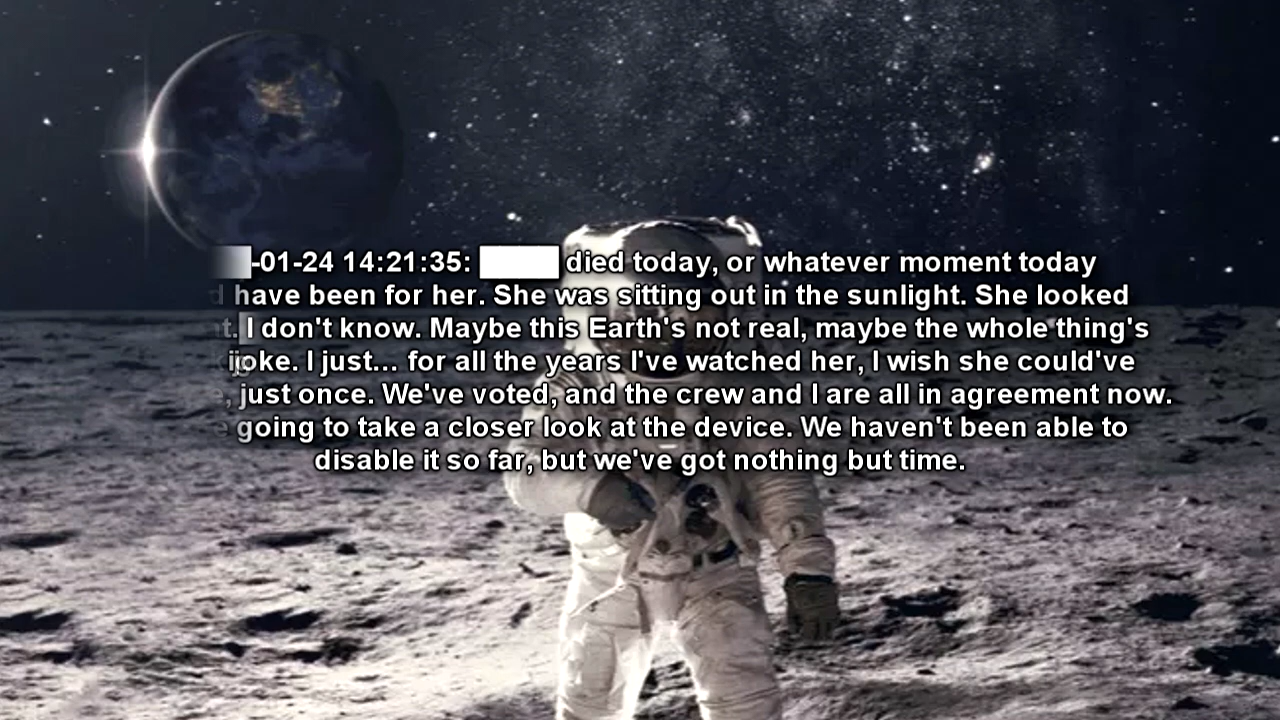 -01-24 14:21:35: died today, or whatever moment today
have been for her. She was sitting out in the sunlight. She looked
I don't know. Maybe this Earth's not real, maybe the whole thing's
joke. I just... for all the years I've watched her, I wish she could've
just once. We've voted, and the crew and I are all in agreement now.
going to take a closer look at the device. We haven't been able to
disable it so far, but we've got nothing but time.